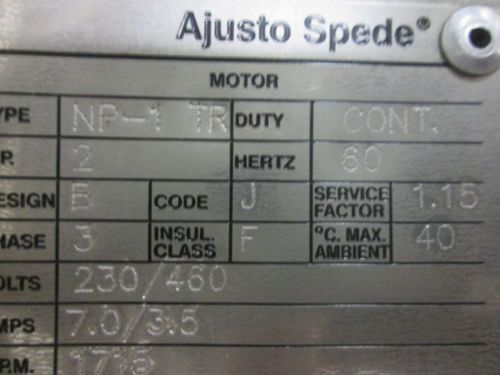 Ajusto Spede®
MOTOR
YPE NP-1 TR DUTY CONT.
P. 2 HERTZ 60
ESIGN B CODE J SERVICE FACTOR 1.15
HASE 3 INSUL. CLASS F °C. MAX. AMBIENT 40
OLTS 230/460
MPS 7.0/3.5
P.M. 1715